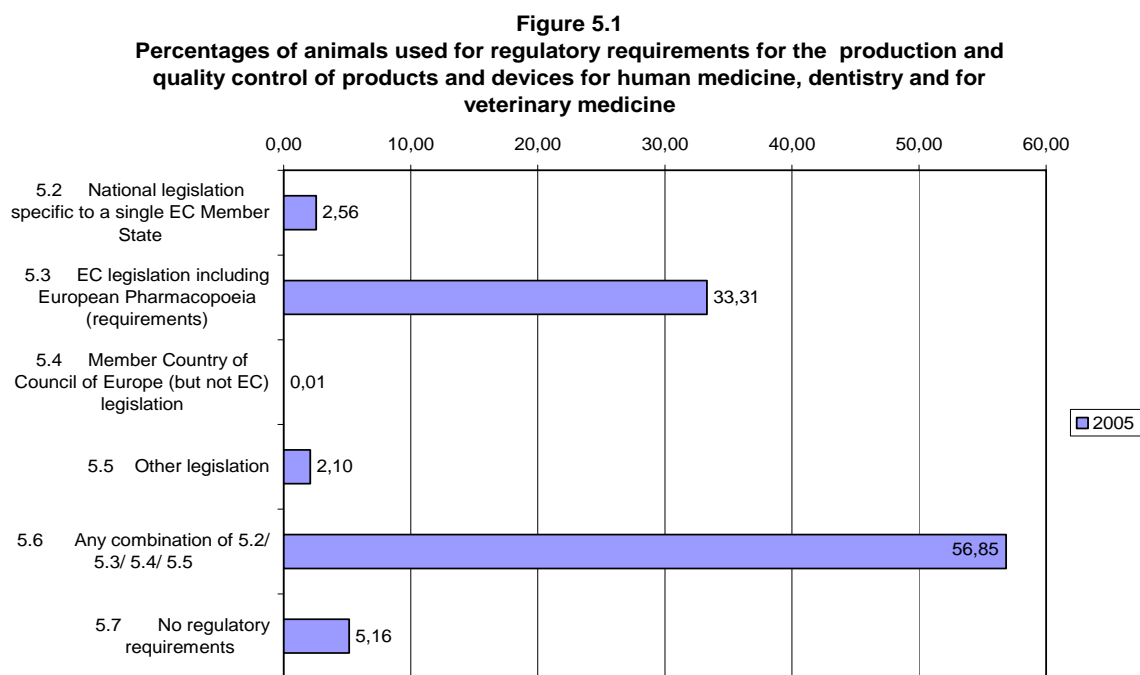 Figure 5.1
Percentages of animals used for regulatory requirements for the production and
quality control of products and devices for human medicine, dentistry and for
veterinary medicine
0,00 10,00 20,00 30,00 40,00 50,00 60,00
5.2 National legislation
specific to a single EC Member
State
2,56
5.3 EC legislation including
European Pharmacopoeia
(requirements)
33,31
5.4 Member Country of
Council of Europe (but not EC)
legislation
0,01
2005
5.5 Other legislation
2,10
5.6 Any combination of 5.2/
5.3/ 5.4/ 5.5
56,85
5.7 No regulatory
requirements
5,16